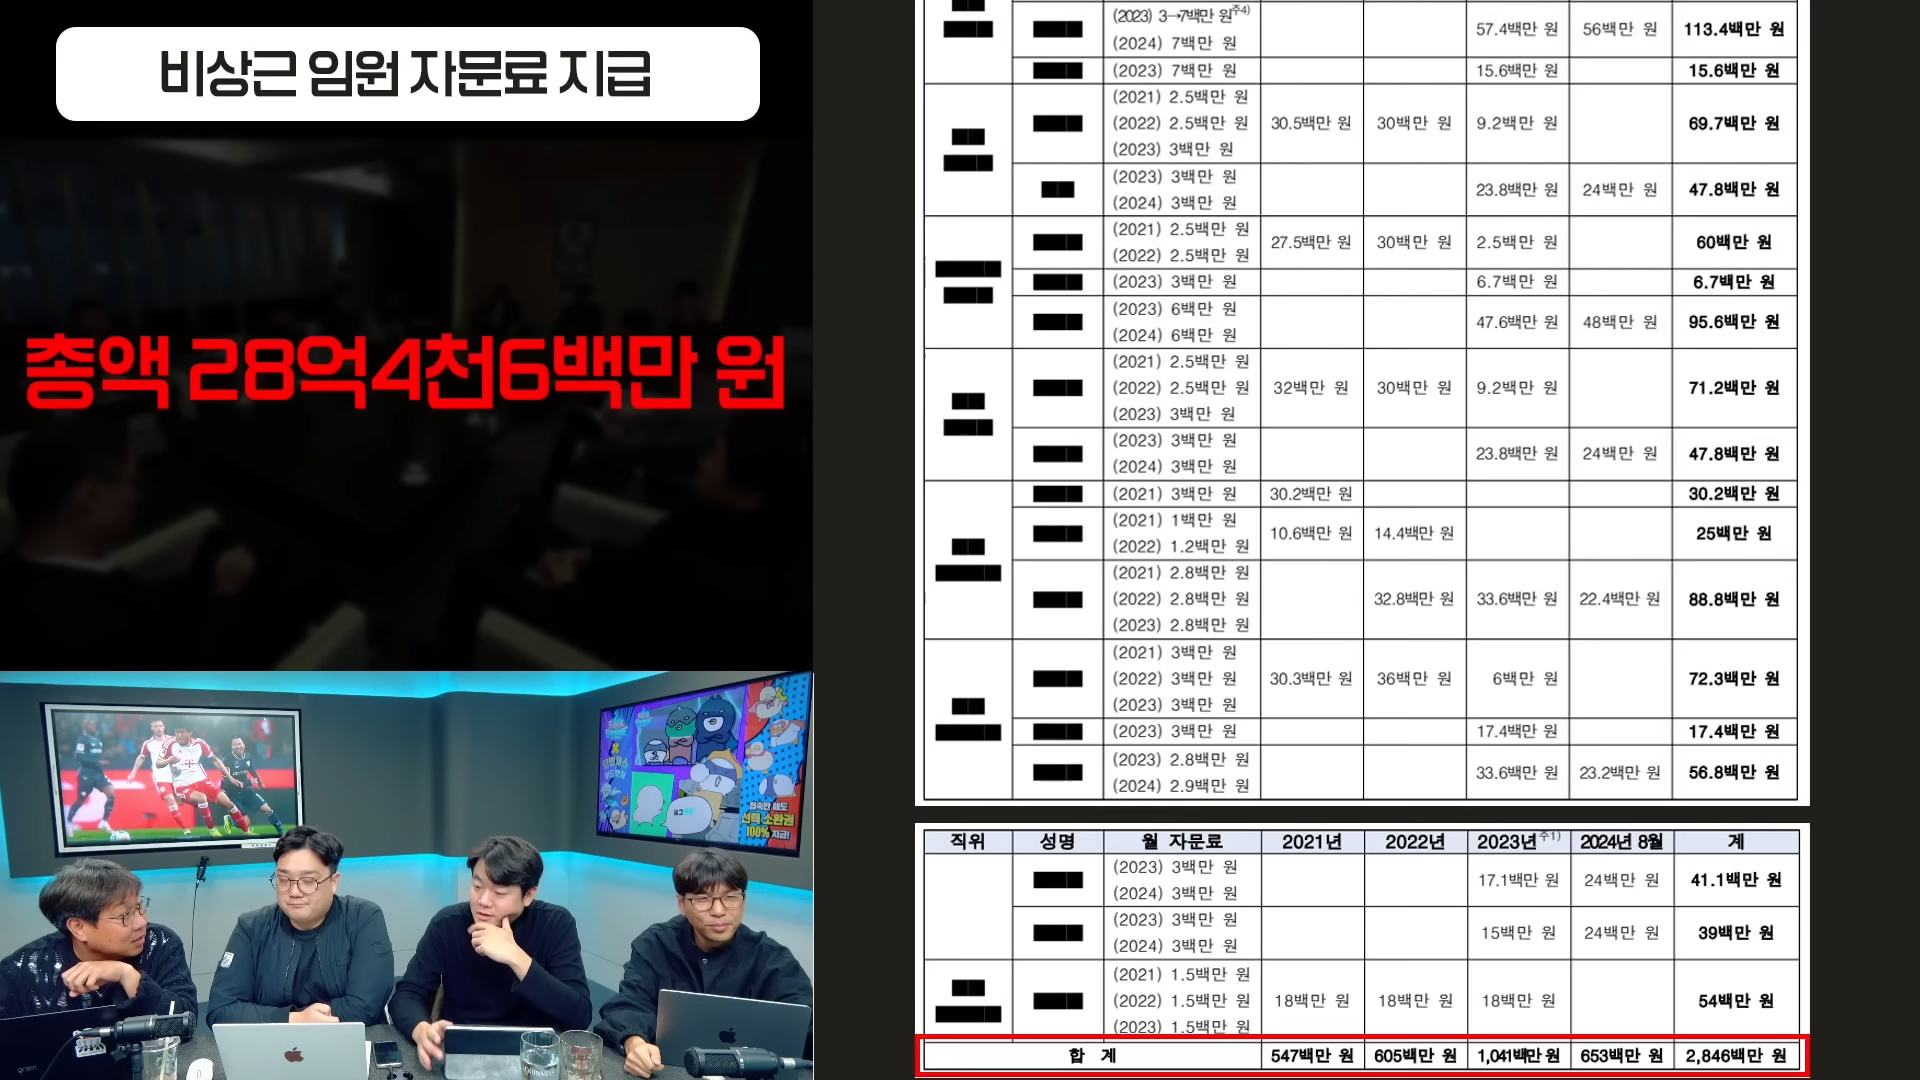 비상근 임원 자문료 지급
총액 28억4천6백만 원
(2023) 3→7백만 원주4)
(2024) 7백만 원
57.4백만 원
56백만 원
113.4백만 원
(2023) 7백만 원
15.6백만 원
15.6백만 원
(2021) 2.5백만 원
(2022) 2.5백만 원
(2023) 3백만 원
30.5백만 원
30백만 원
9.2백만 원
69.7백만 원
(2023) 3백만 원
(2024) 3백만 원
23.8백만 원
24백만 원
47.8백만 원
(2021) 2.5백만 원
(2022) 2.5백만 원
27.5백만 원
30백만 원
2.5백만 원
60백만 원
(2023) 3백만 원
6.7백만 원
6.7백만 원
(2023) 6백만 원
(2024) 6백만 원
47.6백만 원
48백만 원
95.6백만 원
(2021) 2.5백만 원
(2022) 2.5백만 원
(2023) 3백만 원
32백만 원
30백만 원
9.2백만 원
71.2백만 원
(2023) 3백만 원
(2024) 3백만 원
23.8백만 원
24백만 원
47.8백만 원
(2021) 3백만 원
30.2백만 원
30.2백만 원
(2021) 1백만 원
(2022) 1.2백만 원
10.6백만 원
14.4백만 원
25백만 원
(2021) 2.8백만 원
(2022) 2.8백만 원
(2023) 2.8백만 원
32.8백만 원
33.6백만 원
22.4백만 원
88.8백만 원
(2021) 3백만 원
(2022) 3백만 원
(2023) 3백만 원
30.3백만 원
36백만 원
6백만 원
72.3백만 원
(2023) 3백만 원
17.4백만 원
17.4백만 원
(2023) 2.8백만 원
(2024) 2.9백만 원
33.6백만 원
23.2백만 원
56.8백만 원
직위 성명 월 자문료 2021년 2022년 2023년주1) 2024년 8월 계
(2023) 3백만 원
(2024) 3백만 원
17.1백만 원
24백만 원
41.1백만 원
(2023) 3백만 원
(2024) 3백만 원
15백만 원
24백만 원
39백만 원
(2021) 1.5백만 원
(2022) 1.5백만 원
(2023) 1.5백만 원
18백만 원
18백만 원
18백만 원
54백만 원
합 계 547백만 원 605백만 원 1,041백만 원 653백만 원 2,846백만 원
접속만 해도
선택 소환권
100% 지급!
gram
GUINNESS